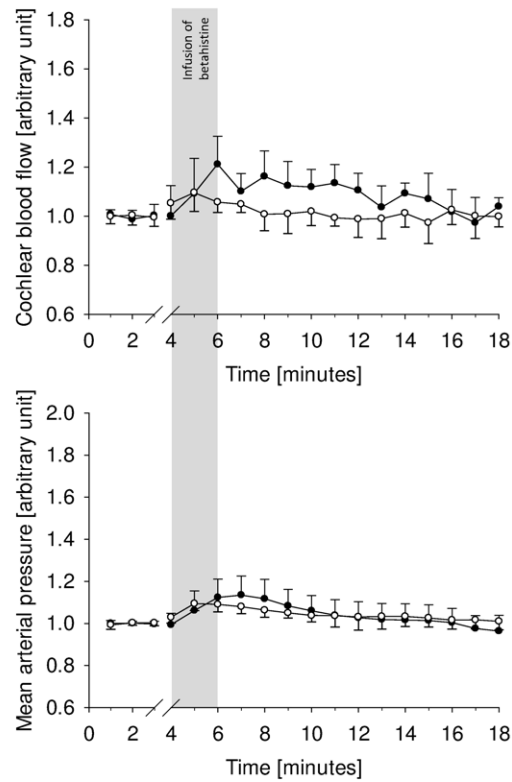 Cochlear blood flow [arbitrary unit]
1.8
1.6
1.4
1.2
1.0
0.8
0.6
Infusion of
betahistine
0 2 4 6 8 10 12 14 16 18
Time [minutes]
Mean arterial pressure [arbitrary unit]
2.0
1.8
1.6
1.4
1.2
1.0
0.8
0.6
0 2 4 6 8 10 12 14 16 18
Time [minutes]